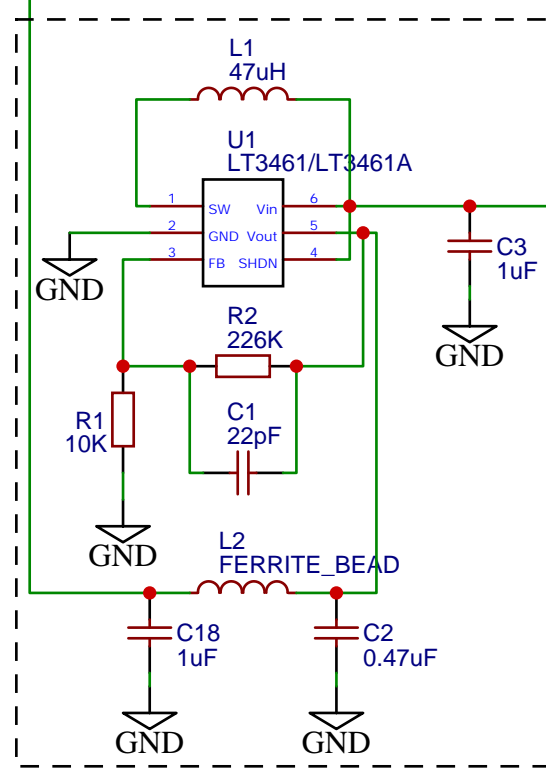 L1
47uH
U1
LT3461/LT3461A
1
SW
Vin
6
2
GND
Vout
5
3
FB
SHDN
4
GND
C3
1uF
GND
R2
226K
R1
10K
C1
22pF
GND
L2
FERRITE_BEAD
C18
1uF
C2
0.47uF
GND
GND